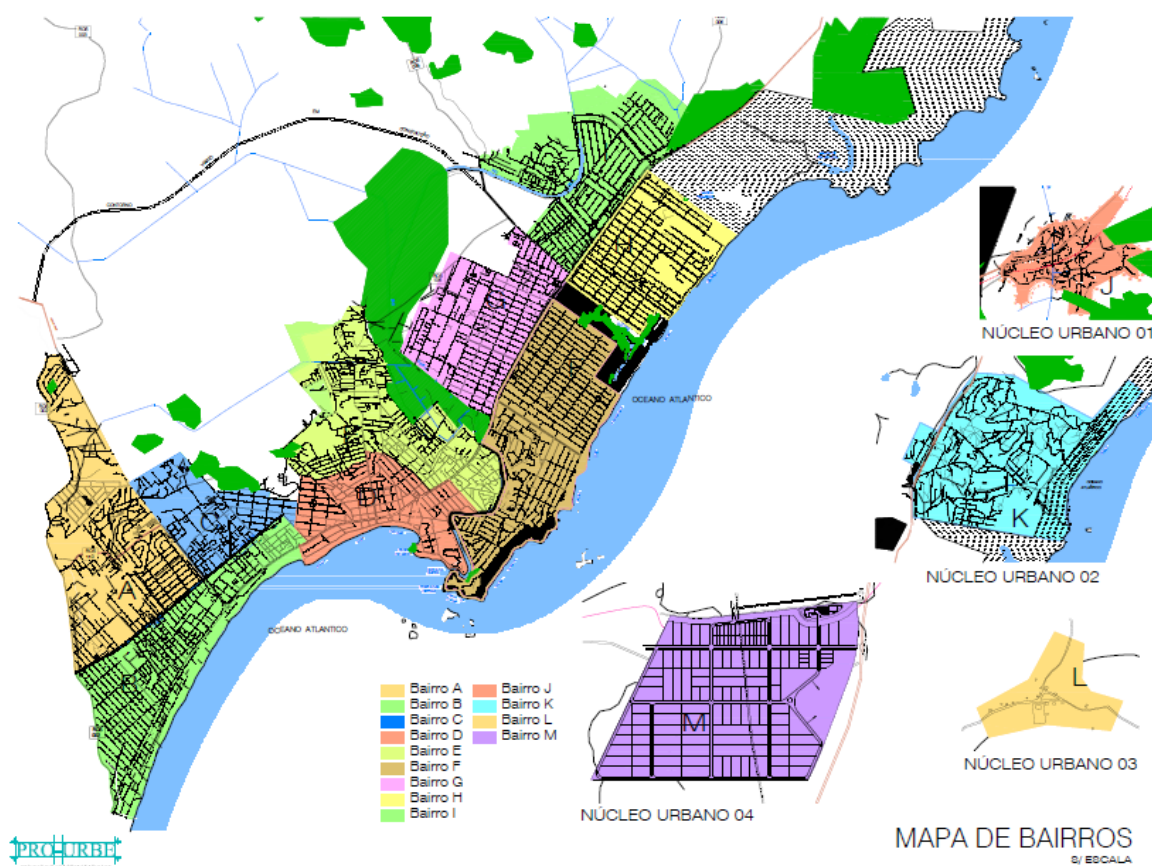 CONTORNO
OCEANO ATLANTICO
OCEANO ATLANTICO
A
A
C
D
G
H
J
NÚCLEO URBANO 01
K
NÚCLEO URBANO 02
L
NÚCLEO URBANO 03
M
NÚCLEO URBANO 04
Bairro A
Bairro B
Bairro C
Bairro D
Bairro E
Bairro F
Bairro G
Bairro H
Bairro I
Bairro J
Bairro K
Bairro L
Bairro M
MAPA DE BAIRROS
S/ ESCALA
PRO-URBE